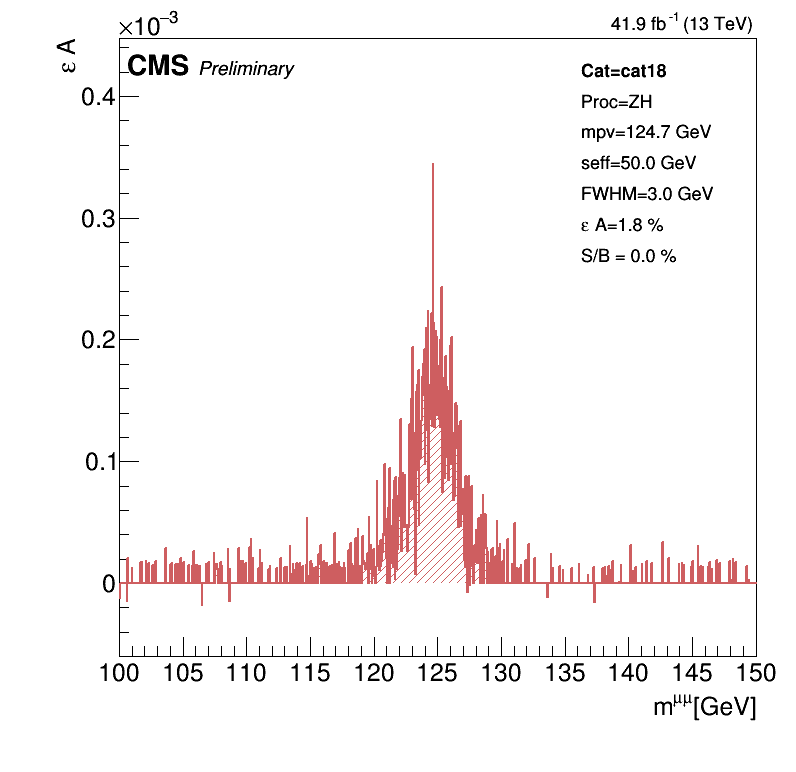 ×10⁻³
41.9 fb⁻¹ (13 TeV)
ε A
CMS Preliminary
Cat=cat18
Proc=ZH
mpv=124.7 GeV
seff=50.0 GeV
FWHM=3.0 GeV
ε A=1.8 %
S/B = 0.0 %
0.4
0.3
0.2
0.1
0
100 105 110 115 120 125 130 135 140 145 150
m^μμ[GeV]